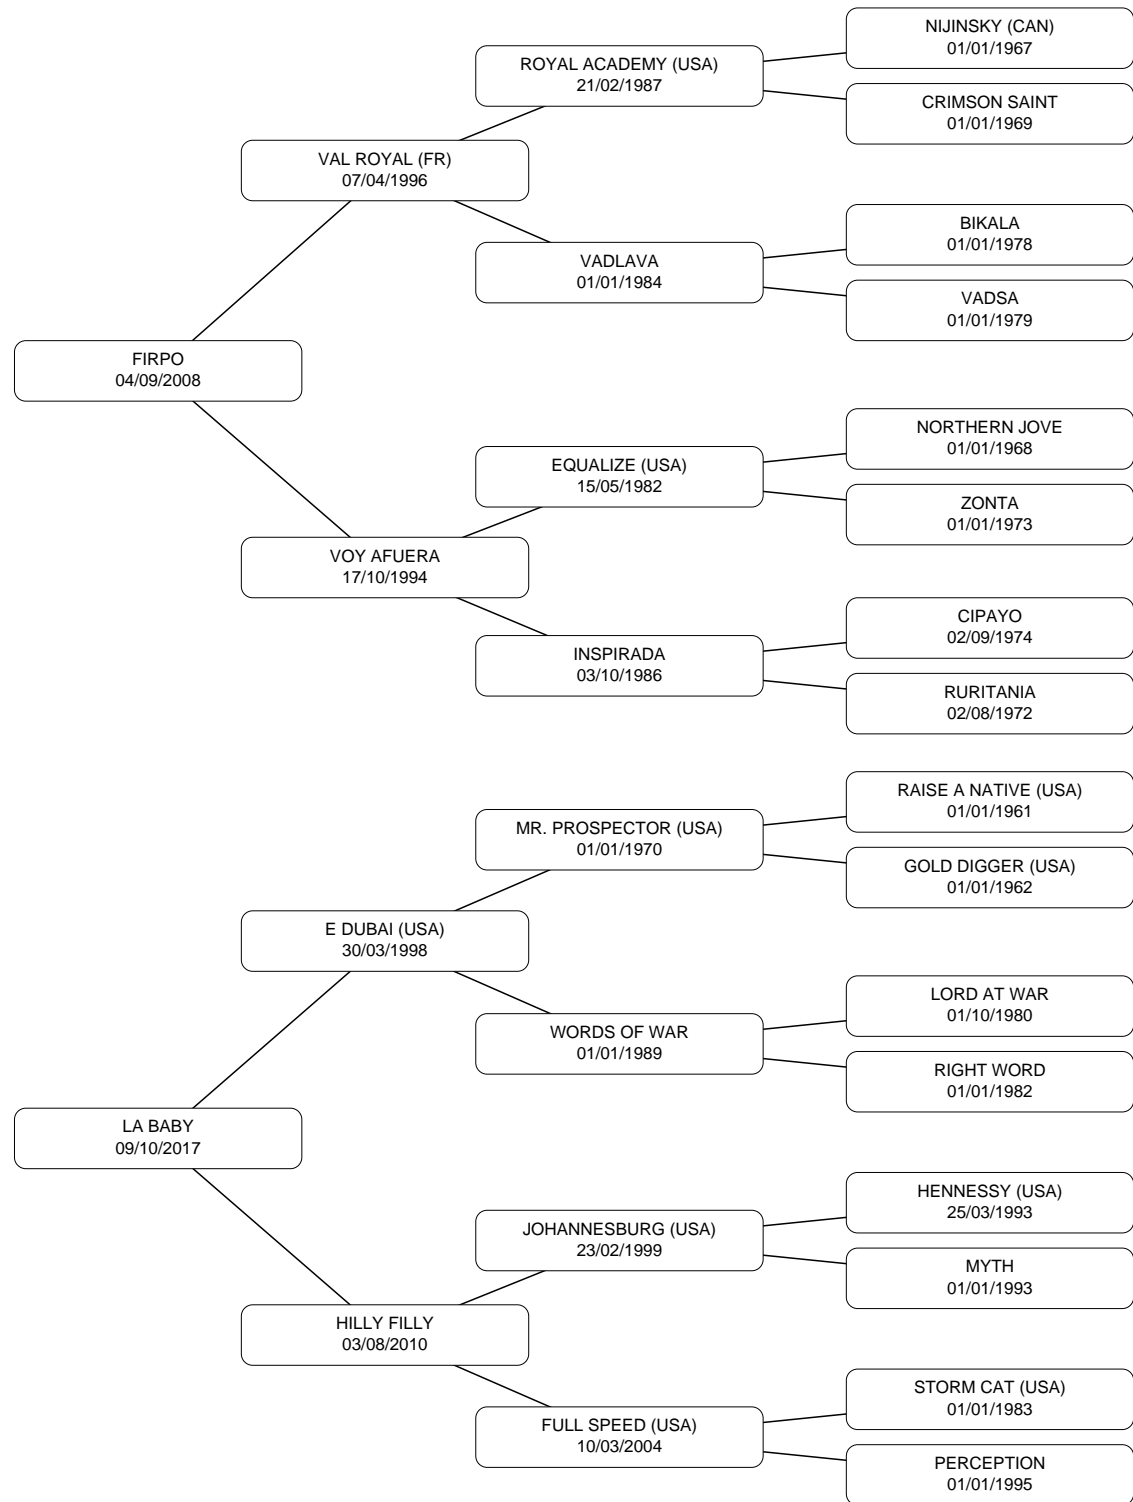 NIJINSKY (CAN)
01/01/1967
ROYAL ACADEMY (USA)
21/02/1987
CRIMSON SAINT
01/01/1969
VAL ROYAL (FR)
07/04/1996
BIKALA
01/01/1978
VADLAVA
01/01/1984
VADSA
01/01/1979
FIRPO
04/09/2008
NORTHERN JOVE
01/01/1968
EQUALIZE (USA)
15/05/1982
ZONTA
01/01/1973
VOY AFUERA
17/10/1994
CIPAYO
02/09/1974
INSPIRADA
03/10/1986
RURITANIA
02/08/1972
RAISE A NATIVE (USA)
01/01/1961
MR. PROSPECTOR (USA)
01/01/1970
GOLD DIGGER (USA)
01/01/1962
E DUBAI (USA)
30/03/1998
LORD AT WAR
01/10/1980
WORDS OF WAR
01/01/1989
RIGHT WORD
01/01/1982
LA BABY
09/10/2017
HENNESSY (USA)
25/03/1993
JOHANNESBURG (USA)
23/02/1999
MYTH
01/01/1993
HILLY FILLY
03/08/2010
STORM CAT (USA)
01/01/1983
FULL SPEED (USA)
10/03/2004
PERCEPTION
01/01/1995